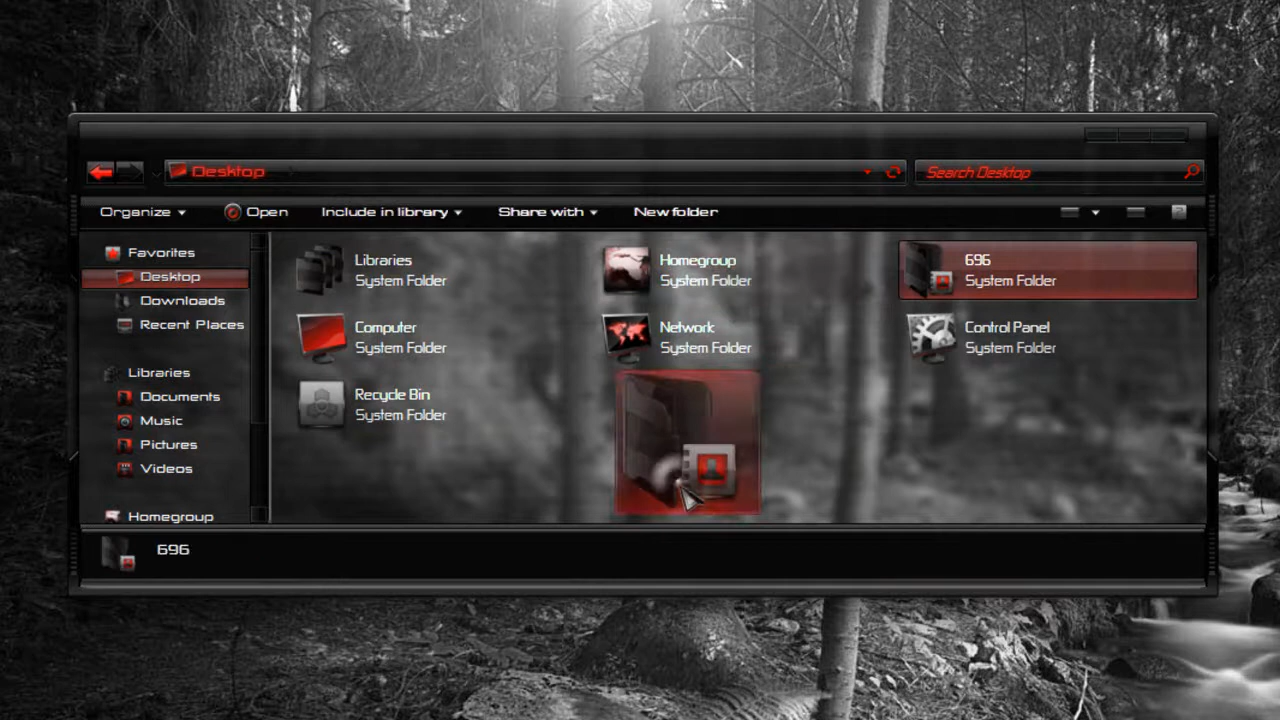 Desktop
Search Desktop
Organize
Open
Include in library
Share with
New folder
Favorites
Desktop
Downloads
Recent Places
Libraries
Documents
Music
Pictures
Videos
Homegroup
Libraries
System Folder
Homegroup
System Folder
696
System Folder
Computer
System Folder
Network
System Folder
Control Panel
System Folder
Recycle Bin
System Folder
696